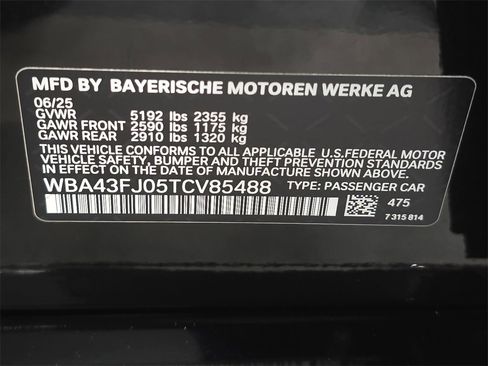 MFD BY BAYERISCHE MOTOREN WERKE AG
06/25
GVWR 5192 lbs 2355 kg
GAWR FRONT 2590 lbs 1175 kg
GAWR REAR 2910 lbs 1320 kg
THIS VEHICLE CONFORMS TO ALL APPLICABLE U.S.FEDERAL MOTOR
VEHICLE SAFETY, BUMPER AND THEFT PREVENTION STANDARDS
IN EFFECT ON THE DATE OF MANUFACTURE SHOWN ABOVE.
WBA43FJ05TCV85488 TYPE: PASSENGER CAR
475
7 315 814